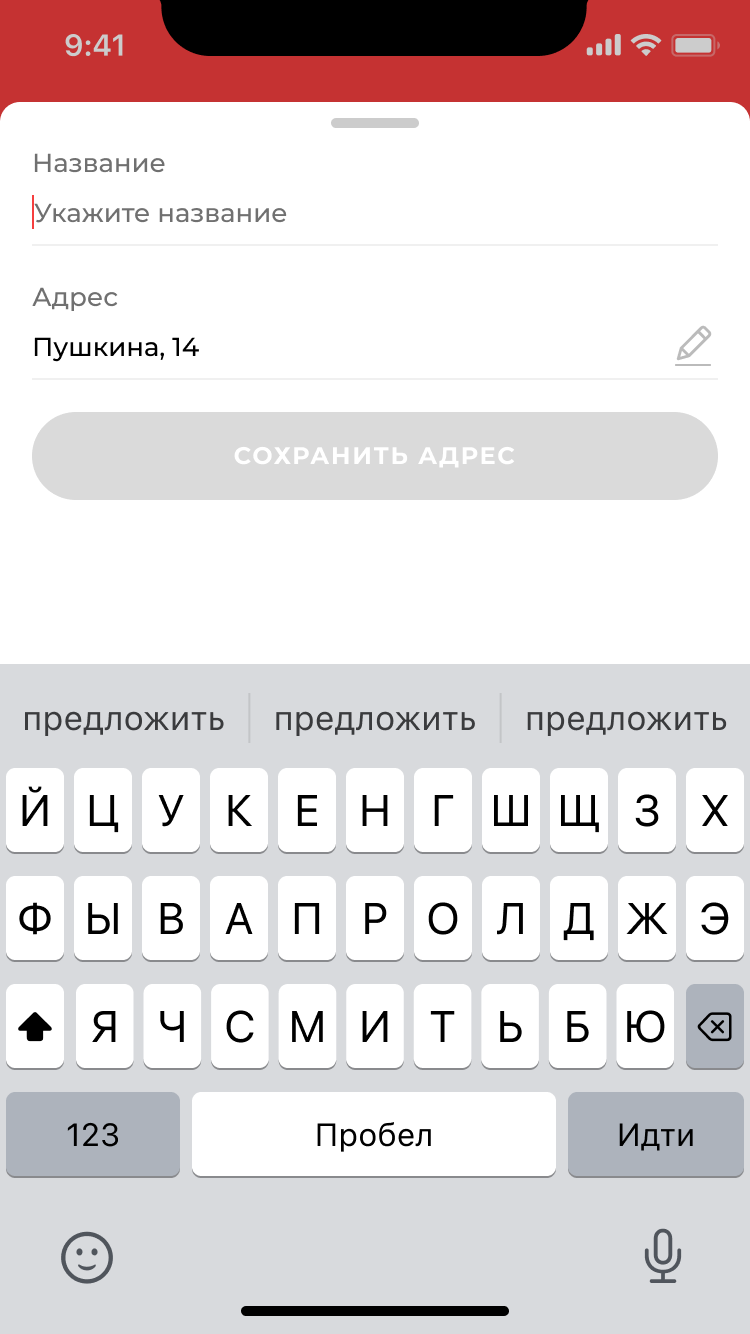 9:41
Название
Укажите название
Адрес
Пушкина, 14
СОХРАНИТЬ АДРЕС
предложить предложить предложить
Й Ц У К Е Н Г Ш Щ З Х
Ф Ы В А П Р О Л Д Ж Э
Я Ч С М И Т Ь Б Ю
123 Пробел Идти